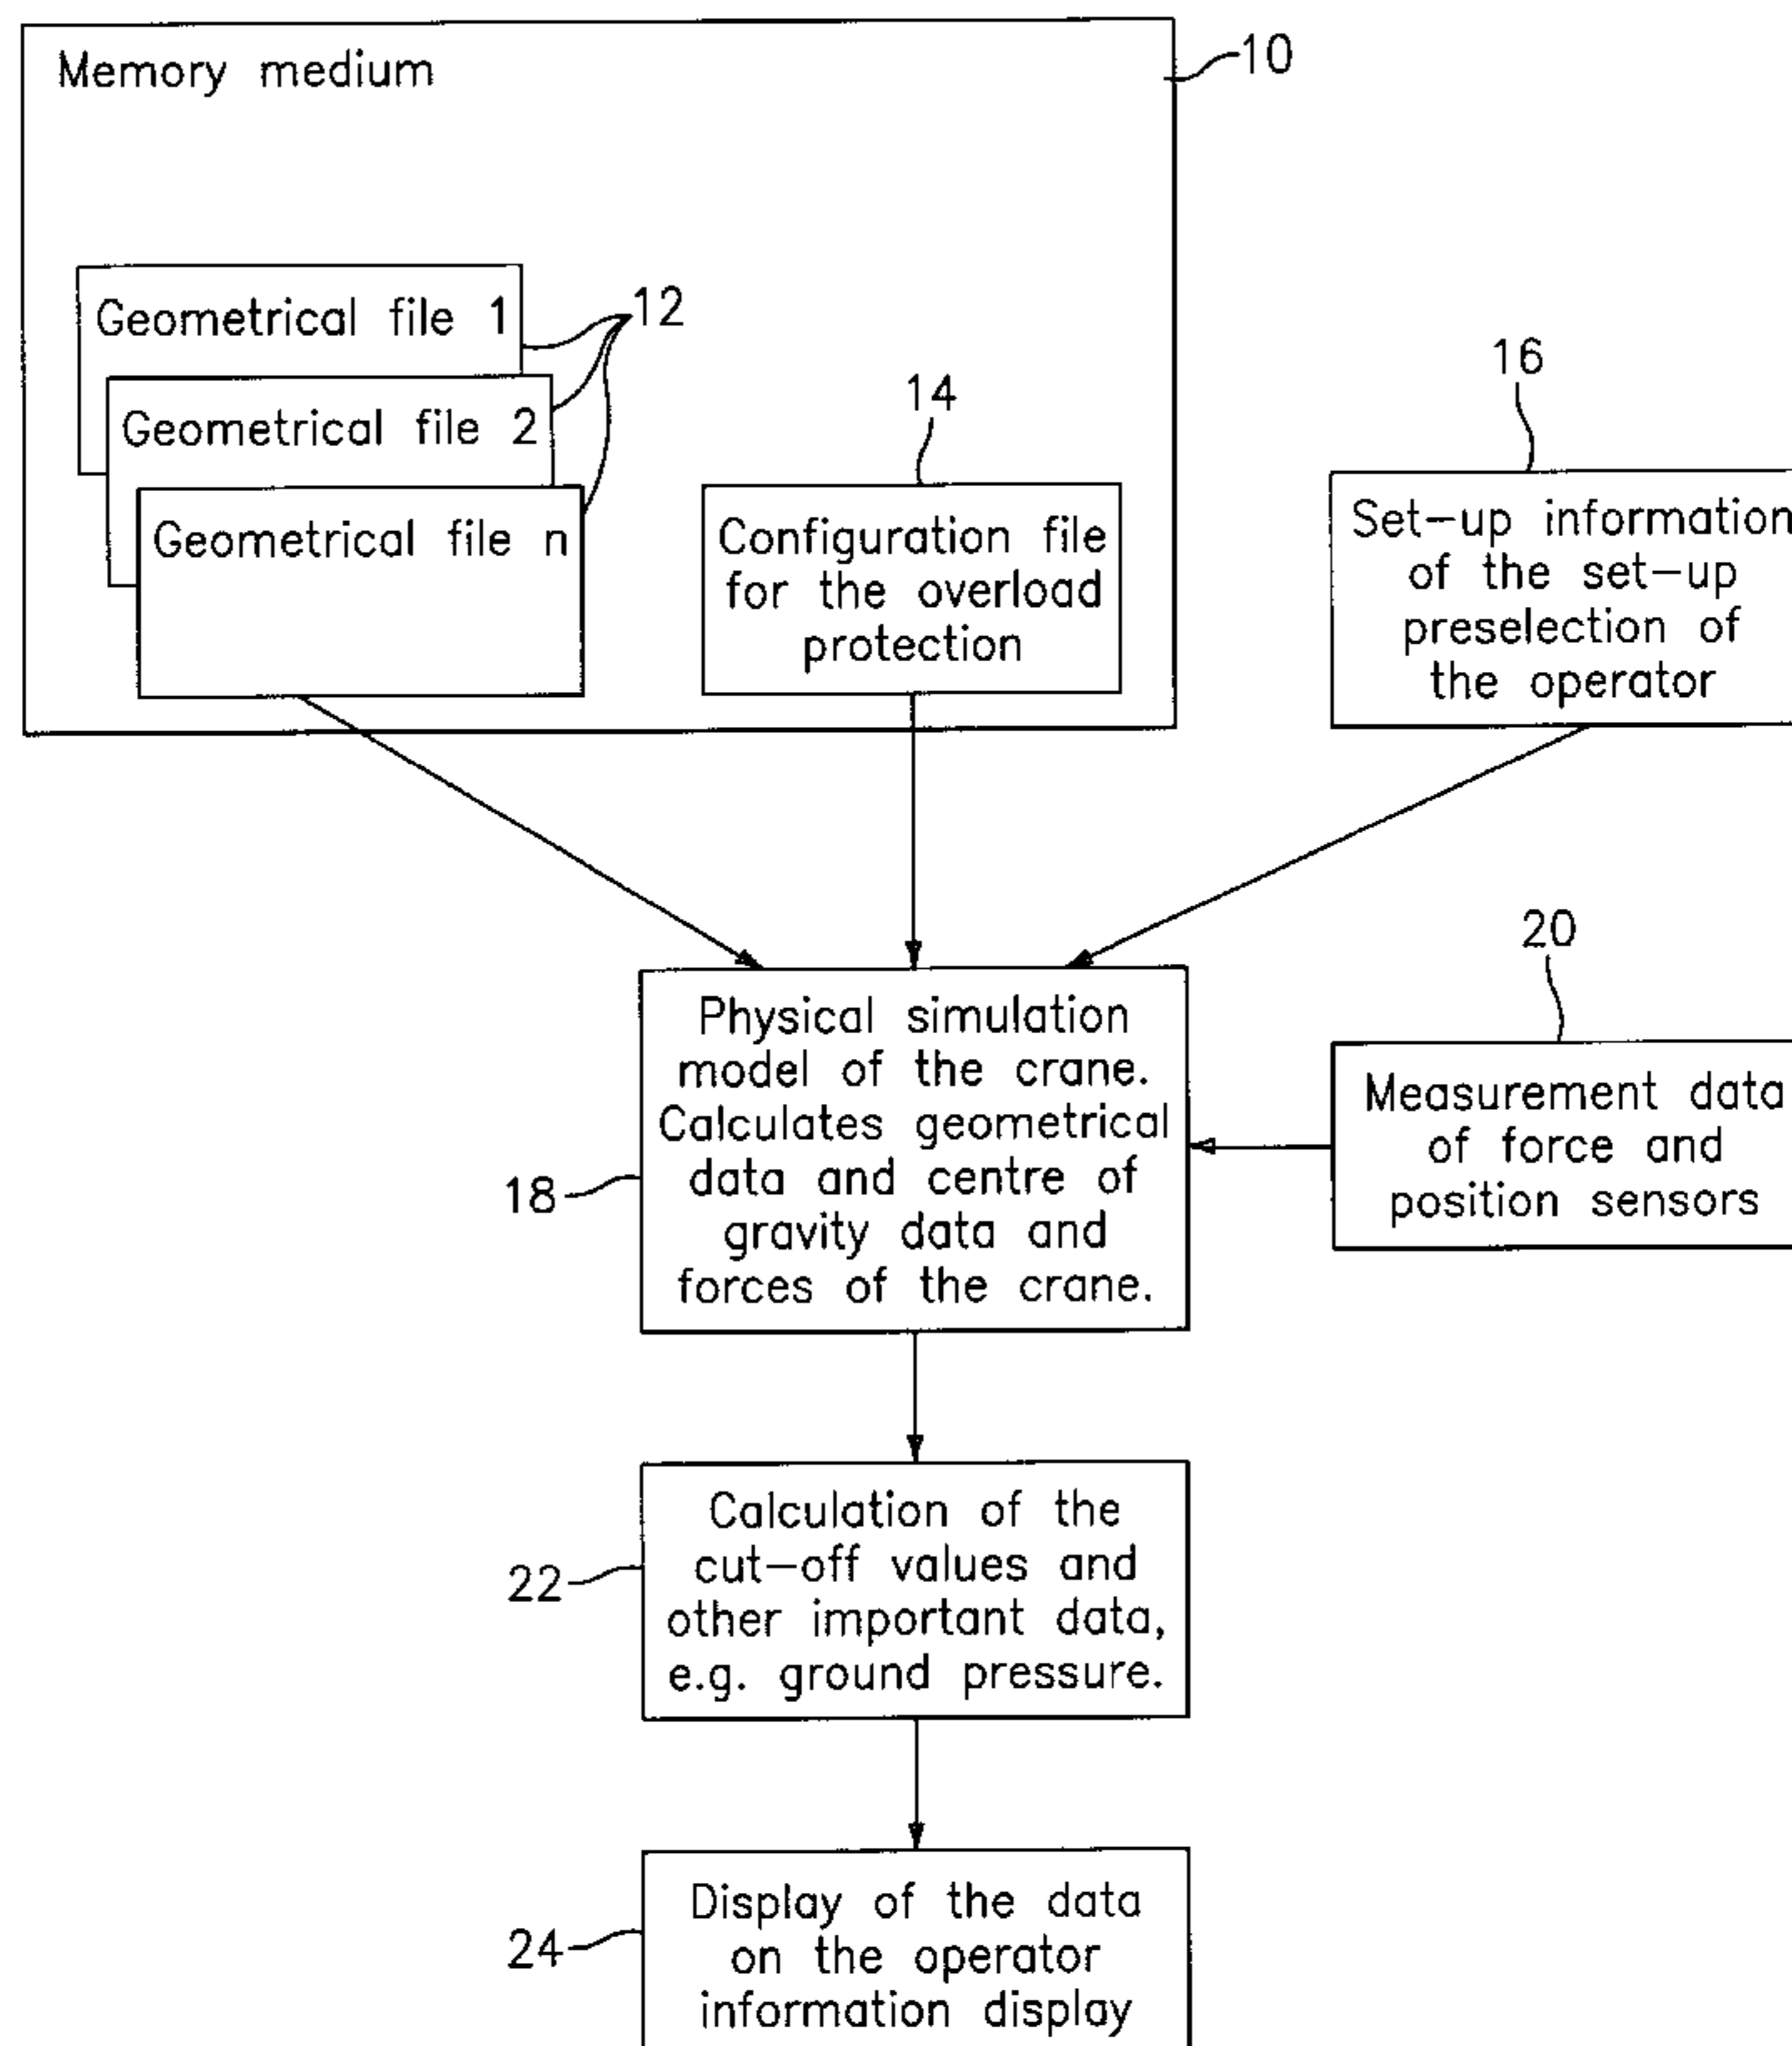 Memory medium
10
Geometrical file 1
12
Geometrical file 2
Geometrical file n
14
Configuration file
for the overload
protection
16
Set-up information
of the set-up
preselection of
the operator
Physical simulation
model of the crane.
Calculates geometrical
data and centre of
gravity data and
forces of the crane.
18
20
Measurement data
of force and
position sensors
Calculation of the
cut-off values and
other important data,
e.g. ground pressure.
22
Display of the data
on the operator
information display
24